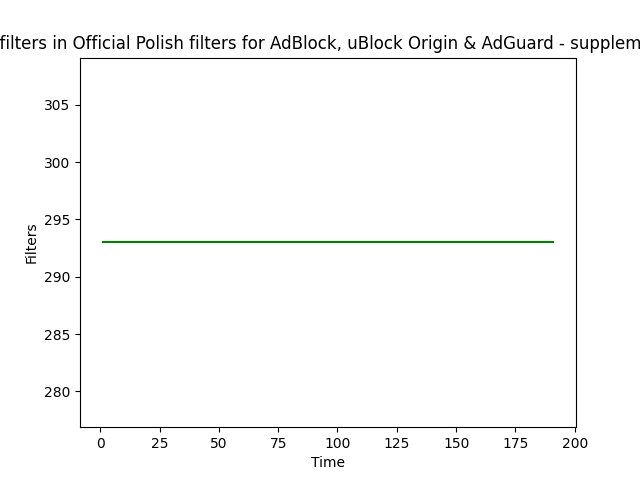 filters in Official Polish filters for AdBlock, uBlock Origin & AdGuard - supplem
305
300
295
290
285
280
Filters
0 25 50 75 100 125 150 175 200
Time